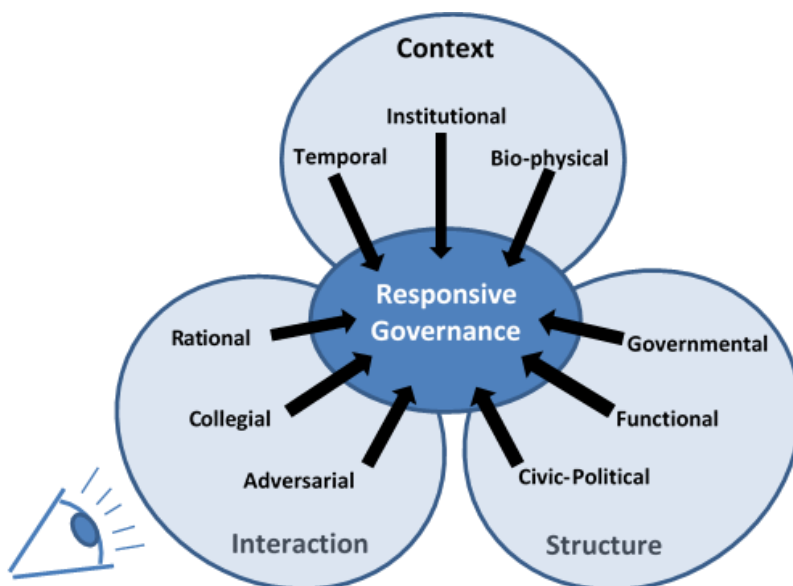 Context
Institutional
Temporal
Bio-physical
Responsive
Governance
Rational
Governmental
Collegial
Functional
Adversarial
Civic-Political
Interaction
Structure